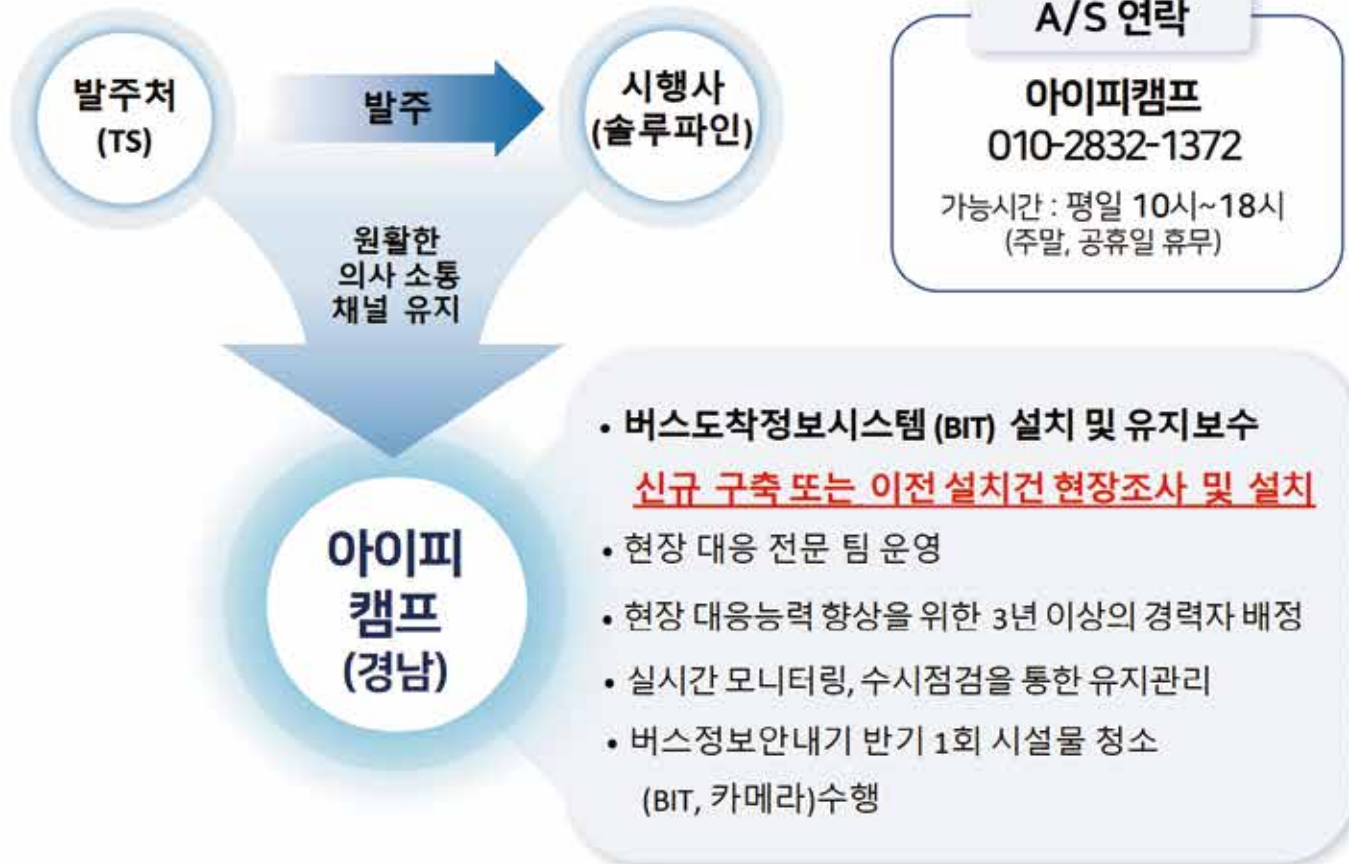 발주처
(TS)
발주
시행사
(솔루파인)
A/S 연락
아이피캠프
010-2832-1372
가능시간 : 평일 10시~18시
(주말, 공휴일 휴무)
원활한
의사 소통
채널 유지
아이피
캠프
(경남)
• 버스도착정보시스템 (BIT) 설치 및 유지보수
신규 구축 또는 이전 설치건 현장조사 및 설치
• 현장 대응 전문 팀 운영
• 현장 대응능력 향상을 위한 3년 이상의 경력자 배정
• 실시간 모니터링, 수시점검을 통한 유지관리
• 버스정보안내기 반기 1회 시설물 청소
(BIT, 카메라)수행